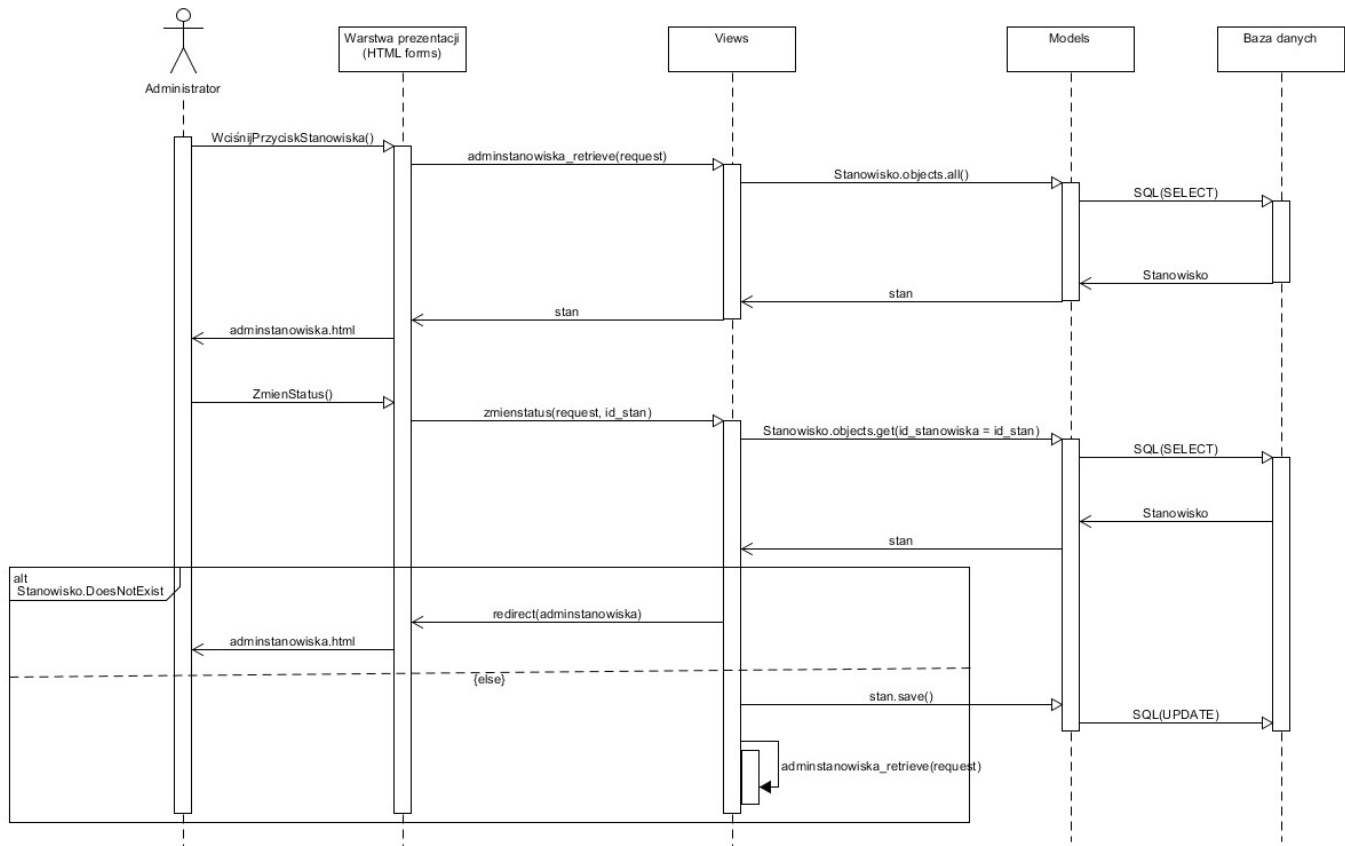 Administrator
Warstwa prezentacji
(HTML forms)
Views
Models
Baza danych
WciśnijPrzyciskStanowiska()
adminstanowiska_retrieve(request)
Stanowisko.objects.all()
SQL(SELECT)
Stanowisko
stan
stan
adminstanowiska.html
ZmienStatus()
zmienstatus(request, id_stan)
Stanowisko.objects.get(id_stanowiska = id_stan)
SQL(SELECT)
Stanowisko
stan
alt
Stanowisko.DoesNotExist
redirect(adminstanowiska)
adminstanowiska.html
{else}
stan.save()
SQL(UPDATE)
adminstanowiska_retrieve(request)